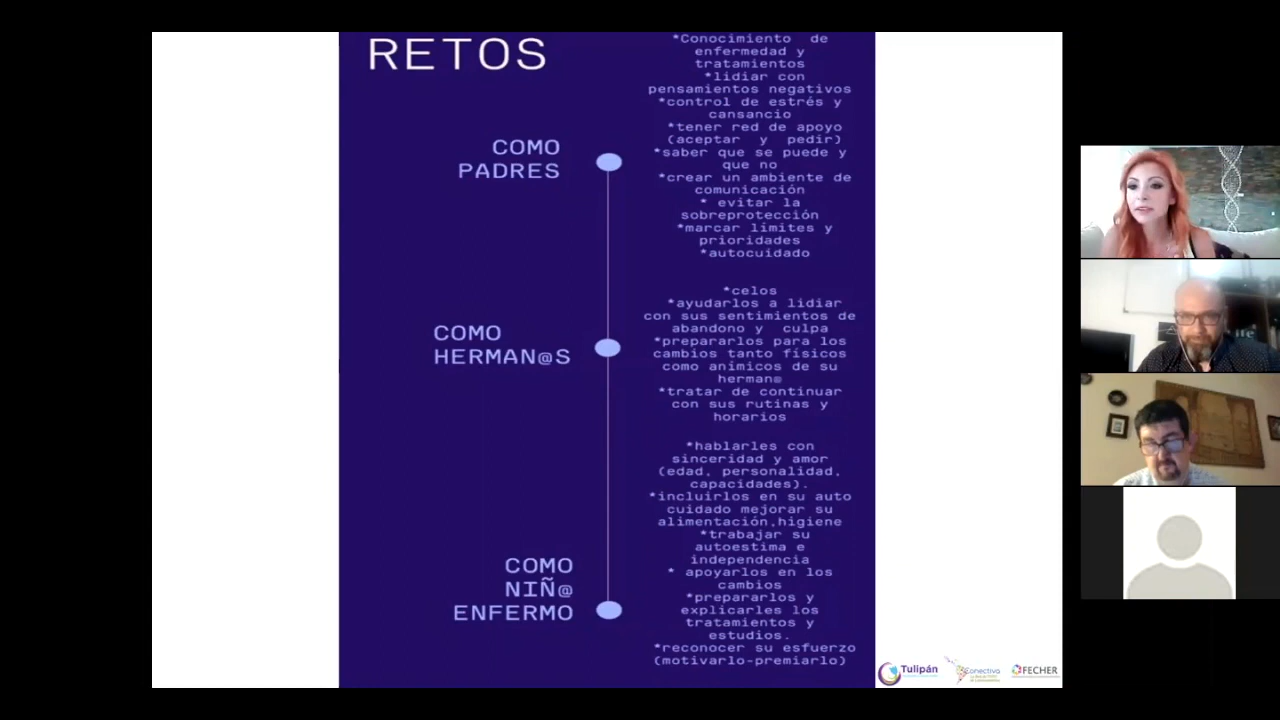 RETOS
COMO
PADRES
*Conocimiento de
enfermedad y
tratamientos
*lidiar con
pensamientos negativos
*control de estrés y
cansancio
*tener red de apoyo
(aceptar y pedir)
*saber que se puede y
que no
*crear un ambiente de
comunicación
* evitar la
sobreprotección
*marcar limites y
prioridades
*autocuidado
COMO
HERMAN@S
*celos
*ayudarlos a lidiar
con sus sentimientos de
abandono y culpa
*prepararlos para los
cambios tanto físicos
como animicos de su
herman@
*tratar de continuar
con sus rutinas y
horarios
COMO
NIÑ@
ENFERMO
*hablarles con
sinceridad y amor
(edad, personalidad,
capacidades).
*incluirlos en su auto
cuidado mejorar su
alimentación,higiene
*trabajar su
autoestima e
independencia
* apoyarlos en los
cambios
*prepararlos y
explicarles los
tratamientos y
estudios.
*reconocer su esfuerzo
(motivarlo-premiarlo)
Tulipán
Conectiva
FECHER